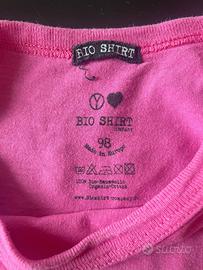 BIO SHIRT
Y
BIO SHIRT
COMPANY
98
Made in Europe
100% Bio-Baumwolle
Organic-Cotton
www.bioshirt-company.de
subito